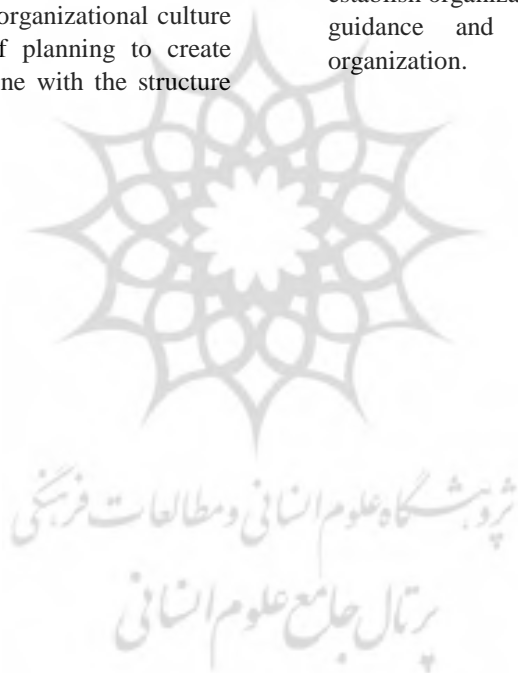 organizational culture
f planning to create
ne with the structure
establish organiza
guidance and
organization.
پژوهشگاه علوم انسانی و مطالعات فرهنگی
پرتال جامع علوم انسانی